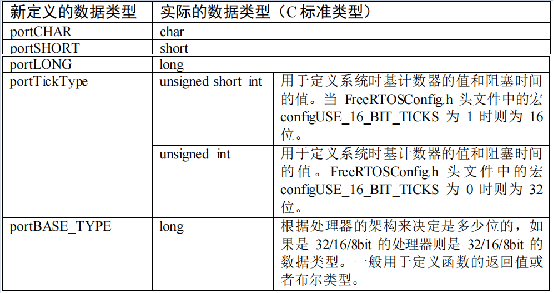 新定义的数据类型 实际的数据类型（C 标准类型）
portCHAR char
portSHORT short
portLONG long
portTickType unsigned short int 用于定义系统时基计数器的值和阻塞时间
的值。当 FreeRTOSConfig.h 头文件中的宏
configUSE_16_BIT_TICKS 为 1 时则为 16
位。
unsigned int 用于定义系统时基计数器的值和阻塞时间
的值。FreeRTOSConfig.h 头文件中的宏
configUSE_16_BIT_TICKS 为 0 时则为 32
位。
portBASE_TYPE long 根据处理器的架构来决定是多少位的，如
果是 32/16/8bit 的处理器则是 32/16/8bit 的
数据类型。一般用于定义函数的返回值或
者布尔类型。